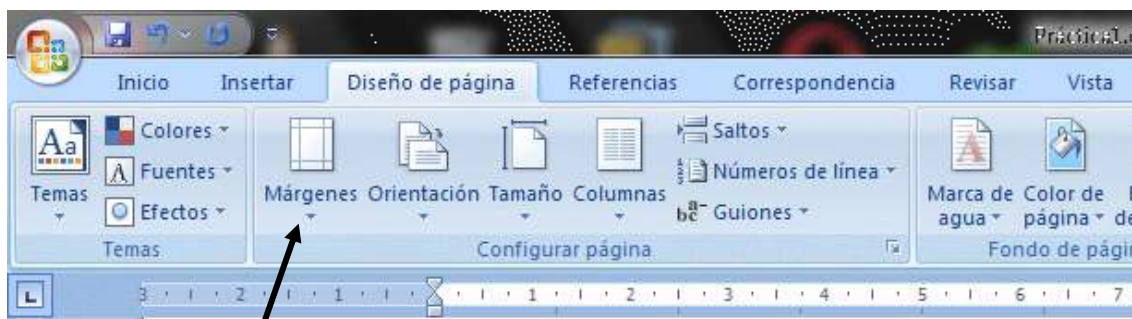 Práctica1.
Inicio Insertar Diseño de página Referencias Correspondencia Revisar Vista
Aa Colores Saltos
A Fuentes Números de línea
Temas Márgenes Orientación Tamaño Columnas Marca de Color de
Efectos Guiones agua página de
Temas Configurar página Fondo de pági
L 3 2 1 1 2 3 4 5 6 7